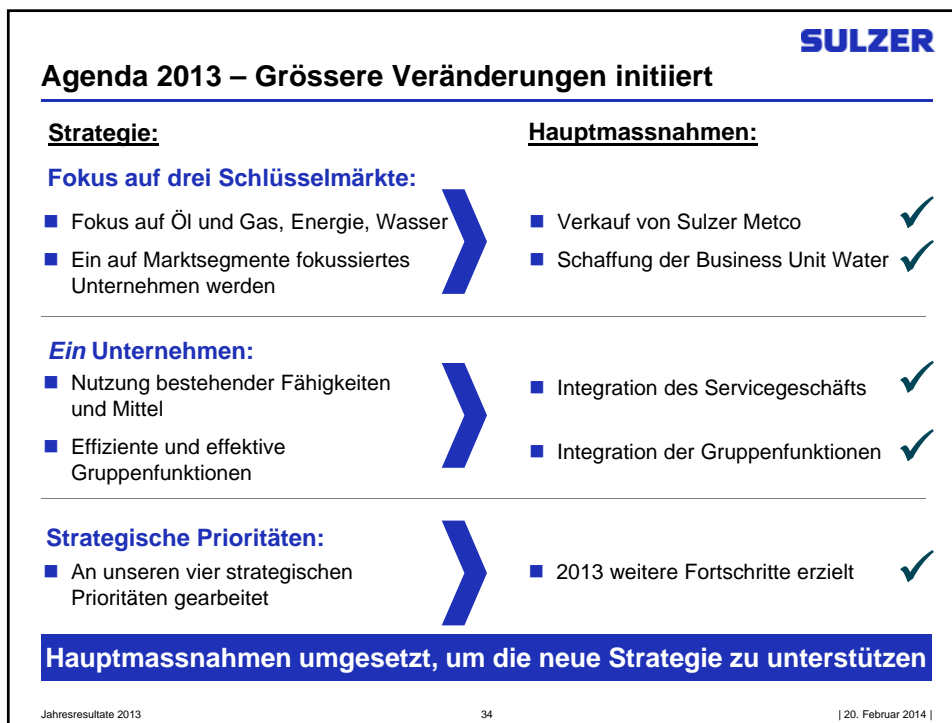 SULZER
Agenda 2013 – Grössere Veränderungen initiiert
Strategie:
Hauptmassnahmen:
Fokus auf drei Schlüsselmärkte:
Fokus auf Öl und Gas, Energie, Wasser
Ein auf Marktsegmente fokussiertes
Unternehmen werden
Verkauf von Sulzer Metco
Schaffung der Business Unit Water
Ein Unternehmen:
Nutzung bestehender Fähigkeiten
und Mittel
Effiziente und effektive
Gruppenfunktionen
Integration des Servicegeschäfts
Integration der Gruppenfunktionen
Strategische Prioritäten:
An unseren vier strategischen
Prioritäten gearbeitet
2013 weitere Fortschritte erzielt
Hauptmassnahmen umgesetzt, um die neue Strategie zu unterstützen
Jahresresultate 2013
34
| 20. Februar 2014 |